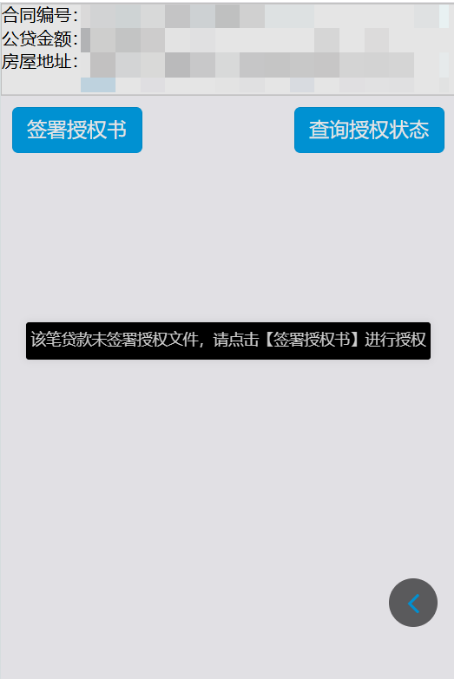 合同编号：
公贷金额：
房屋地址：
签署授权书
查询授权状态
该笔贷款未签署授权文件，请点击【签署授权书】进行授权